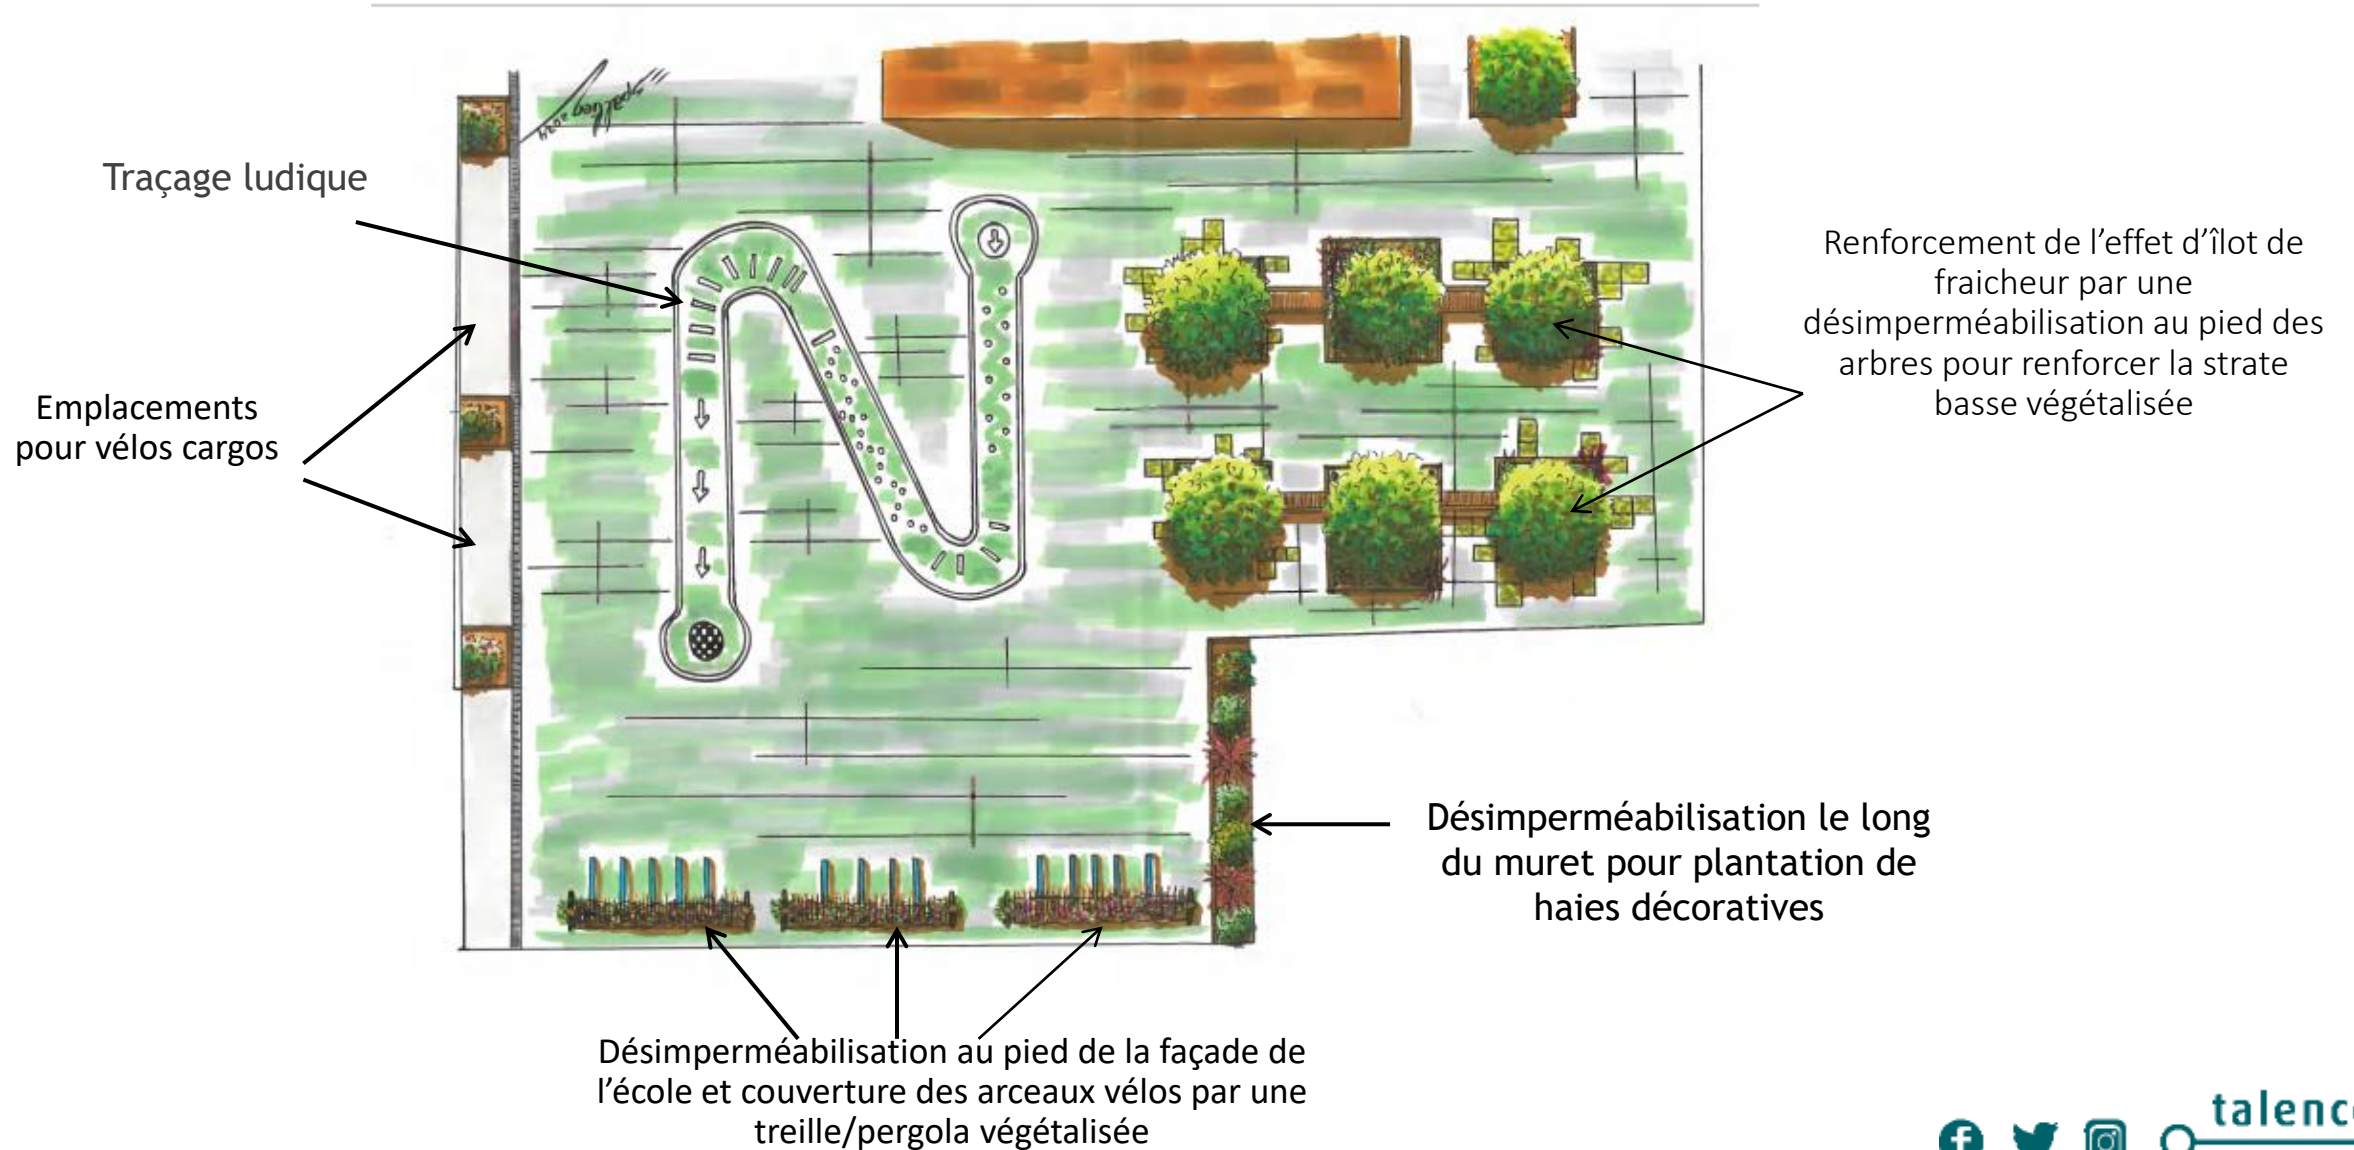 Traçage ludique
Emplacements
pour vélos cargos
Renforcement de l’effet d’îlot de
fraicheur par une
désimperméabilisation au pied des
arbres pour renforcer la strate
basse végétalisée
Désimperméabilisation le long
du muret pour plantation de
haies décoratives
Désimperméabilisation au pied de la façade de
l’école et couverture des arceaux vélos par une
treille/pergola végétalisée
talence